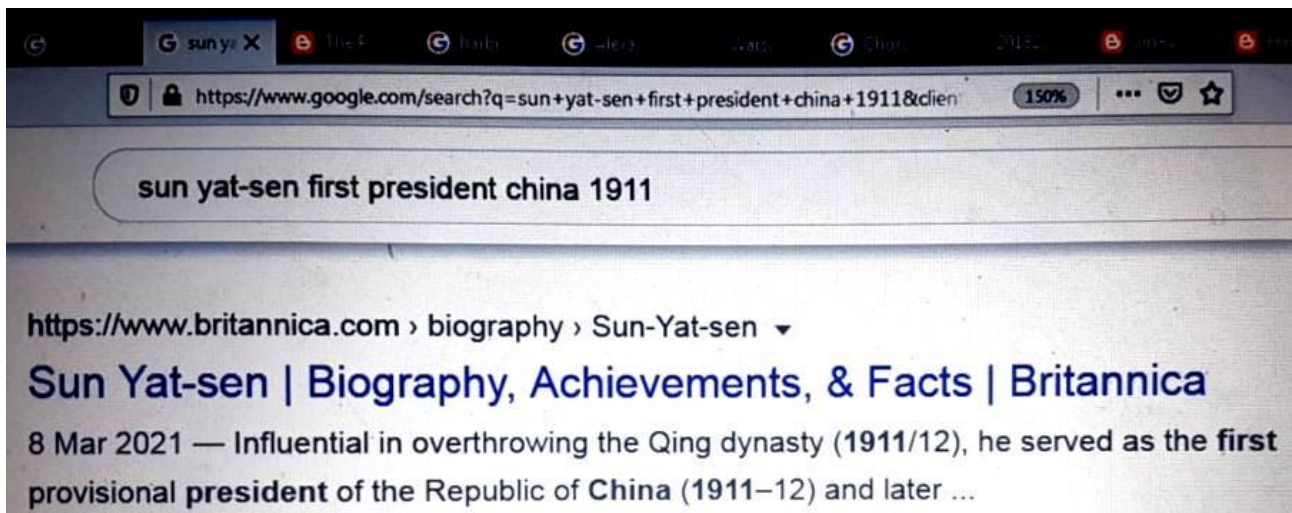 sun ya
https://www.google.com/search?q=sun+yat-sen+first+president+china+1911&clien
150%
sun yat-sen first president china 1911
https://www.britannica.com › biography › Sun-Yat-sen
Sun Yat-sen | Biography, Achievements, & Facts | Britannica
8 Mar 2021 — Influential in overthrowing the Qing dynasty (1911/12), he served as the first
provisional president of the Republic of China (1911–12) and later ...